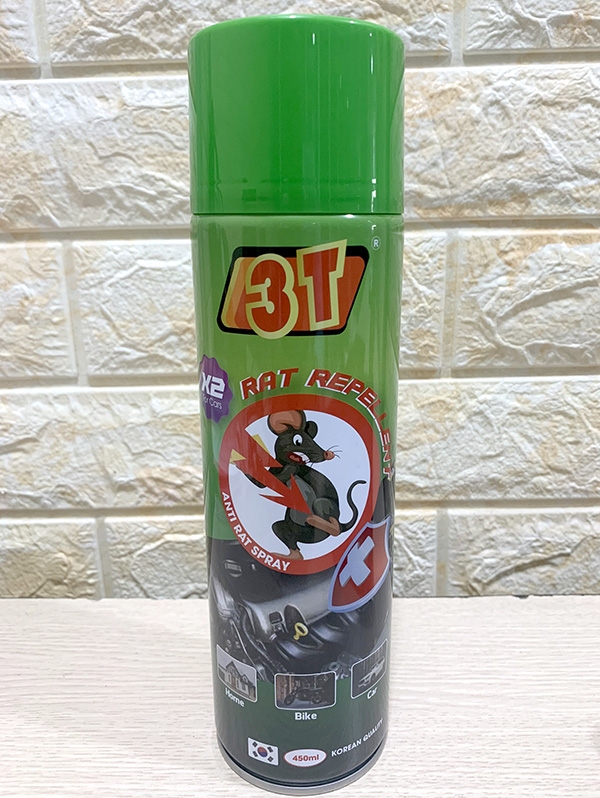 3T
®
X2
For Cars
RAT REPELLENT
ANTI RAT SPRAY
Home
Bike
Car
450ml
KOREAN QUALITY